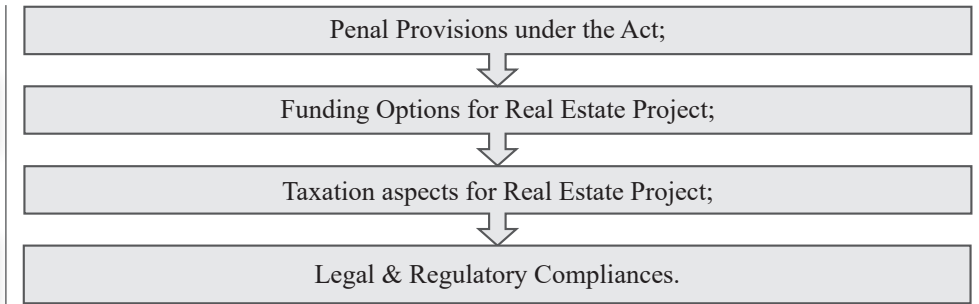 Penal Provisions under the Act;
Funding Options for Real Estate Project;
Taxation aspects for Real Estate Project;
Legal & Regulatory Compliances.